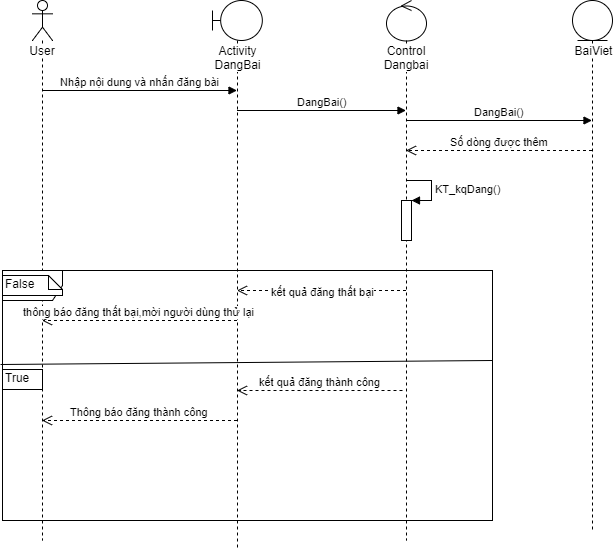 User
Activity
DangBai
Control
Dangbai
BaiViet
Nhập nội dung và nhấn đăng bài
DangBai()
DangBai()
Số dòng được thêm
KT_kqDang()
False
kết quả đăng thất bại
thông báo đăng thất bại,mời người dùng thử lại
True
kết quả đăng thành công
Thông báo đăng thành công